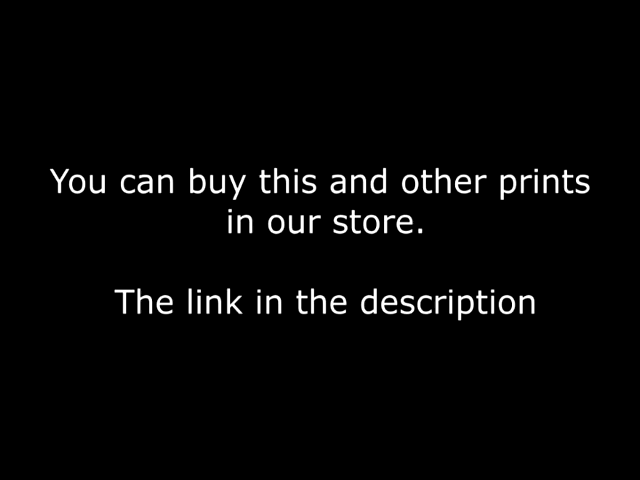 You can buy this and other prints
in our store.
The link in the description